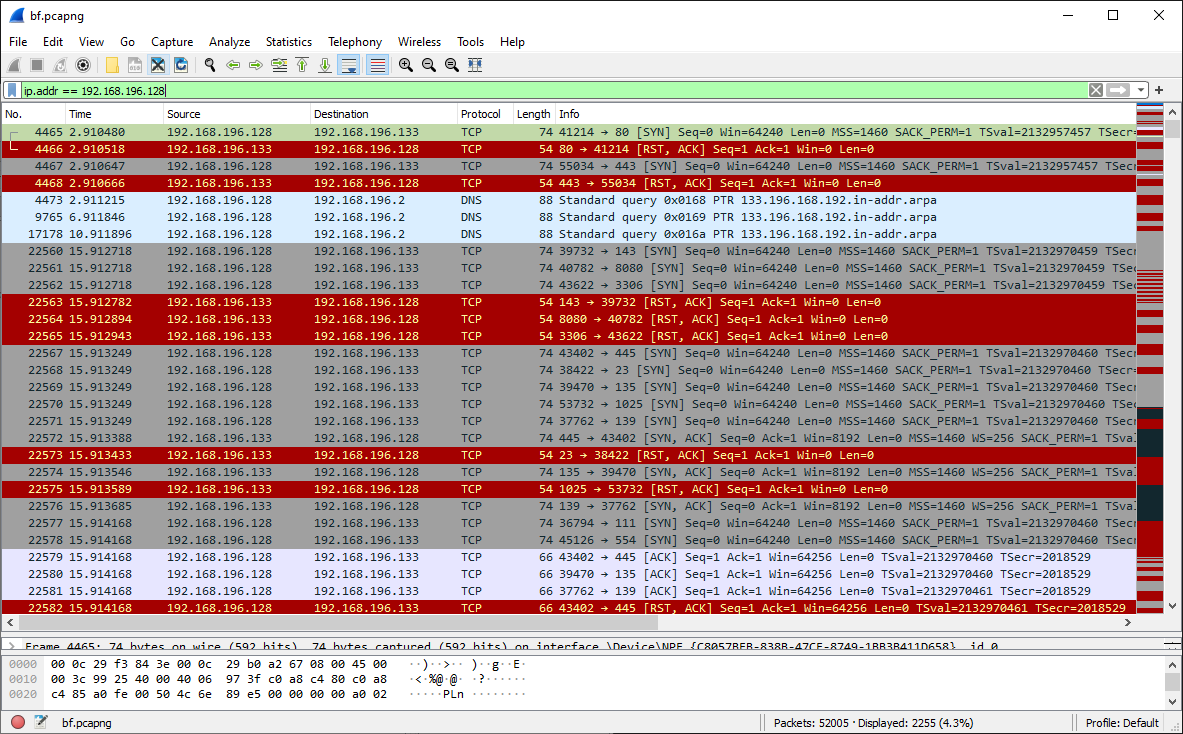 bf.pcapng
File Edit View Go Capture Analyze Statistics Telephony Wireless Tools Help
ip.addr == 192.168.196.128
No. Time Source Destination Protocol Length Info
4465 2.910480 192.168.196.128 192.168.196.133 TCP 74 41214 → 80 [SYN] Seq=0 Win=64240 Len=0 MSS=1460 SACK_PERM=1 TSval=2132957457 TSecr=
4466 2.910518 192.168.196.133 192.168.196.128 TCP 54 80 → 41214 [RST, ACK] Seq=1 Ack=1 Win=0 Len=0
4467 2.910647 192.168.196.128 192.168.196.133 TCP 74 55034 → 443 [SYN] Seq=0 Win=64240 Len=0 MSS=1460 SACK_PERM=1 TSval=2132957457 TSecr
4468 2.910666 192.168.196.133 192.168.196.128 TCP 54 443 → 55034 [RST, ACK] Seq=1 Ack=1 Win=0 Len=0
4473 2.911215 192.168.196.128 192.168.196.2 DNS 88 Standard query 0x0168 PTR 133.196.168.192.in-addr.arpa
9765 6.911846 192.168.196.128 192.168.196.2 DNS 88 Standard query 0x0169 PTR 133.196.168.192.in-addr.arpa
17178 10.911896 192.168.196.128 192.168.196.2 DNS 88 Standard query 0x016a PTR 133.196.168.192.in-addr.arpa
22560 15.912718 192.168.196.128 192.168.196.133 TCP 74 39732 → 143 [SYN] Seq=0 Win=64240 Len=0 MSS=1460 SACK_PERM=1 TSval=2132970459 TSecr
22561 15.912718 192.168.196.128 192.168.196.133 TCP 74 40782 → 8080 [SYN] Seq=0 Win=64240 Len=0 MSS=1460 SACK_PERM=1 TSval=2132970459 TSec
22562 15.912718 192.168.196.128 192.168.196.133 TCP 74 43622 → 3306 [SYN] Seq=0 Win=64240 Len=0 MSS=1460 SACK_PERM=1 TSval=2132970459 TSec
22563 15.912782 192.168.196.133 192.168.196.128 TCP 54 143 → 39732 [RST, ACK] Seq=1 Ack=1 Win=0 Len=0
22564 15.912894 192.168.196.133 192.168.196.128 TCP 54 8080 → 40782 [RST, ACK] Seq=1 Ack=1 Win=0 Len=0
22565 15.912943 192.168.196.133 192.168.196.128 TCP 54 3306 → 43622 [RST, ACK] Seq=1 Ack=1 Win=0 Len=0
22567 15.913249 192.168.196.128 192.168.196.133 TCP 74 43402 → 445 [SYN] Seq=0 Win=64240 Len=0 MSS=1460 SACK_PERM=1 TSval=2132970460 TSecr
22568 15.913249 192.168.196.128 192.168.196.133 TCP 74 38422 → 23 [SYN] Seq=0 Win=64240 Len=0 MSS=1460 SACK_PERM=1 TSval=2132970460 TSecr=
22569 15.913249 192.168.196.128 192.168.196.133 TCP 74 39470 → 135 [SYN] Seq=0 Win=64240 Len=0 MSS=1460 SACK_PERM=1 TSval=2132970460 TSecr
22570 15.913249 192.168.196.128 192.168.196.133 TCP 74 53732 → 1025 [SYN] Seq=0 Win=64240 Len=0 MSS=1460 SACK_PERM=1 TSval=2132970460 TSec
22571 15.913249 192.168.196.128 192.168.196.133 TCP 74 37762 → 139 [SYN] Seq=0 Win=64240 Len=0 MSS=1460 SACK_PERM=1 TSval=2132970460 TSecr
22572 15.913388 192.168.196.133 192.168.196.128 TCP 74 445 → 43402 [SYN, ACK] Seq=0 Ack=1 Win=8192 Len=0 MSS=1460 WS=256 SACK_PERM=1 TSva
22573 15.913433 192.168.196.133 192.168.196.128 TCP 54 23 → 38422 [RST, ACK] Seq=1 Ack=1 Win=0 Len=0
22574 15.913546 192.168.196.133 192.168.196.128 TCP 74 135 → 39470 [SYN, ACK] Seq=0 Ack=1 Win=8192 Len=0 MSS=1460 WS=256 SACK_PERM=1 TSva
22575 15.913589 192.168.196.133 192.168.196.128 TCP 54 1025 → 53732 [RST, ACK] Seq=1 Ack=1 Win=0 Len=0
22576 15.913685 192.168.196.133 192.168.196.128 TCP 74 139 → 37762 [SYN, ACK] Seq=0 Ack=1 Win=8192 Len=0 MSS=1460 WS=256 SACK_PERM=1 TSva
22577 15.914168 192.168.196.128 192.168.196.133 TCP 74 36794 → 111 [SYN] Seq=0 Win=64240 Len=0 MSS=1460 SACK_PERM=1 TSval=2132970460 TSecr
22578 15.914168 192.168.196.128 192.168.196.133 TCP 74 45126 → 554 [SYN] Seq=0 Win=64240 Len=0 MSS=1460 SACK_PERM=1 TSval=2132970460 TSecr
22579 15.914168 192.168.196.128 192.168.196.133 TCP 66 43402 → 445 [ACK] Seq=1 Ack=1 Win=64256 Len=0 TSval=2132970460 TSecr=2018529
22580 15.914168 192.168.196.128 192.168.196.133 TCP 66 39470 → 135 [ACK] Seq=1 Ack=1 Win=64256 Len=0 TSval=2132970460 TSecr=2018529
22581 15.914168 192.168.196.128 192.168.196.133 TCP 66 37762 → 139 [ACK] Seq=1 Ack=1 Win=64256 Len=0 TSval=2132970460 TSecr=2018529
22582 15.914168 192.168.196.128 192.168.196.133 TCP 66 43402 → 445 [RST, ACK] Seq=1 Ack=1 Win=64256 Len=0 TSval=2132970461 TSecr=2018529
Frame 4465: 74 bytes on wire (592 bits), 74 bytes captured (592 bits) on interface \Device\NPF_{C8057BEB-838B-47CE-8749-1BB3B411D658}, id 0
0000 00 0c 29 f3 84 3e 00 0c 29 b0 a2 67 08 00 45 00 ··)··>·· )··g··E·
0010 00 3c 99 25 40 00 40 06 97 3f c0 a8 c4 80 c0 a8 ·<·%@·@· ·?······
0020 c4 85 a0 fe 00 50 4c 6e 89 e5 00 00 00 00 a0 02 ·····PLn ········
bf.pcapng
Packets: 52005 · Displayed: 2255 (4.3%)
Profile: Default